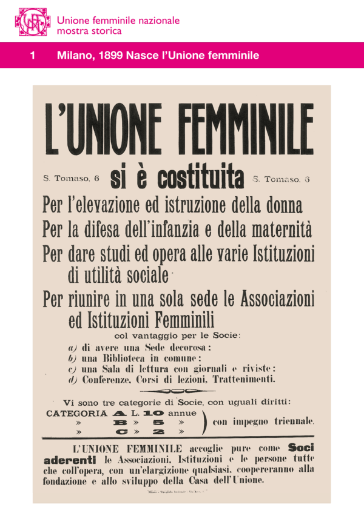 Unione femminile nazionale
mostra storica
1 Milano, 1899 Nasce l'Unione femminile
L'UNIONE FEMMINILE
S. Tomaso, 6 si è costituita S. Tomaso, 6
Per l'elevazione ed istruzione della donna
Per la difesa dell'infanzia e della maternità
Per dare studi ed opera alle varie Istituzioni
di utilità sociale
Per riunire in una sola sede le Associazioni
ed Istituzioni Femminili
col vantaggio per le Socie:
a) di avere una Sede decorosa;
b) una Biblioteca in comune;
c) una Sala di lettura con giornali e riviste;
d) Conferenze, Corsi di lezioni, Trattenimenti.
Vi sono tre categorie di Socie, con uguali diritti:
CATEGORIA A L. 10 annue
» B » 5 » ) con impegno triennale.
» C » 2 »
L'UNIONE FEMMINILE accoglie pure come Soci
aderenti le Associazioni, Istituzioni e le persone tutte
che coll'opera, con un'elargizione qualsiasi, coopereranno alla
fondazione e allo sviluppo della Casa dell'Unione.